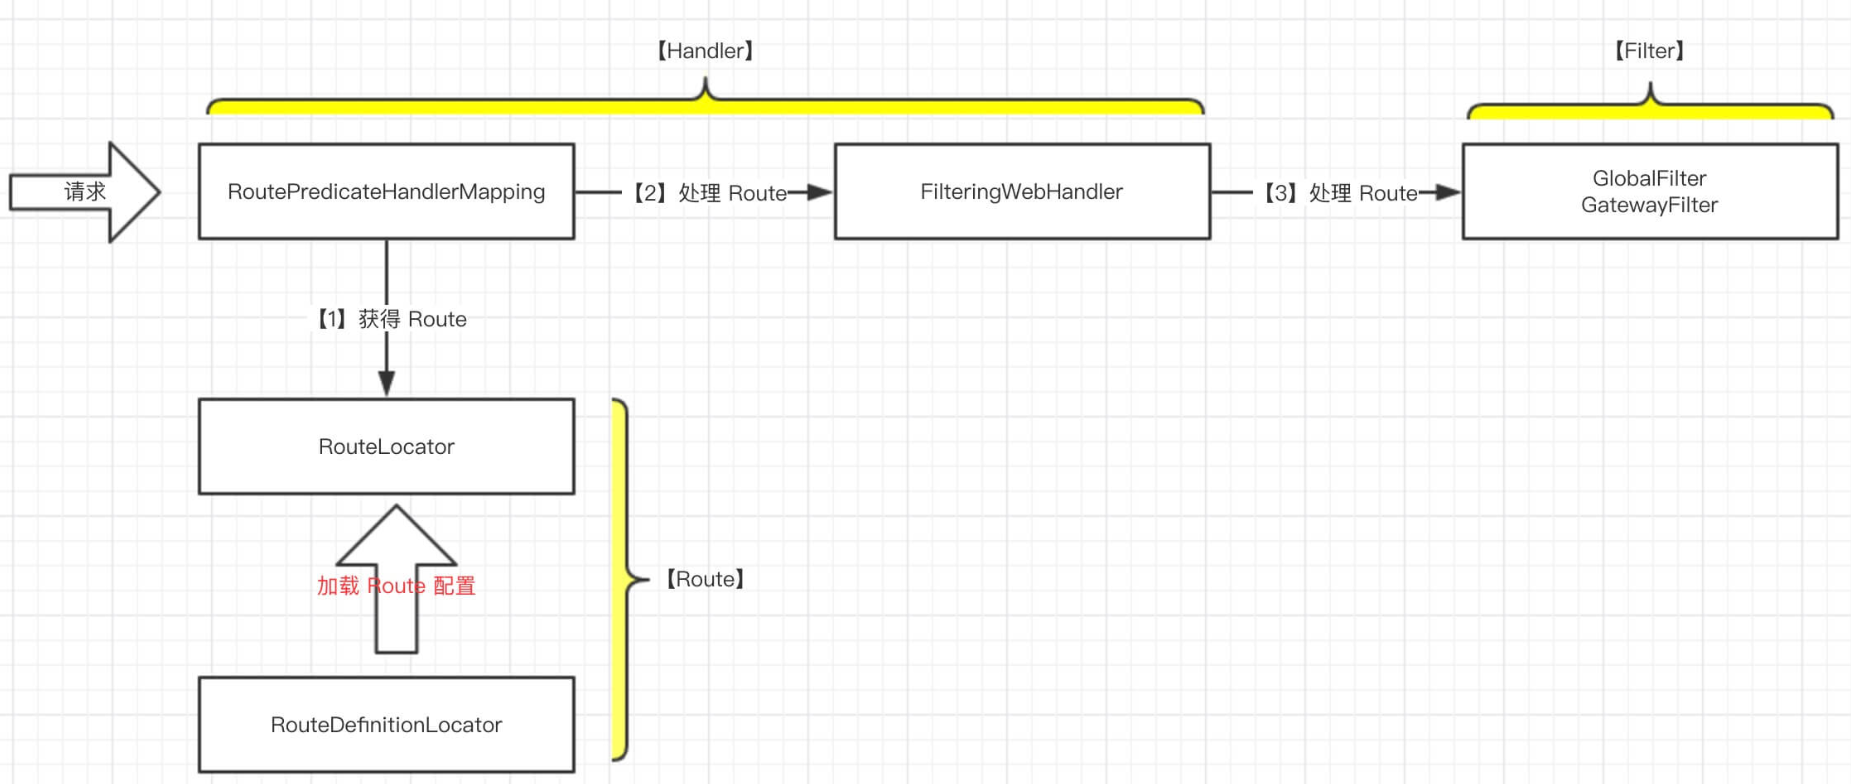 【Handler】
【Filter】
请求
RoutePredicateHandlerMapping
【2】处理 Route
FilteringWebHandler
【3】处理 Route
GlobalFilter
GatewayFilter
【1】获得 Route
RouteLocator
加载 Route 配置
【Route】
RouteDefinitionLocator